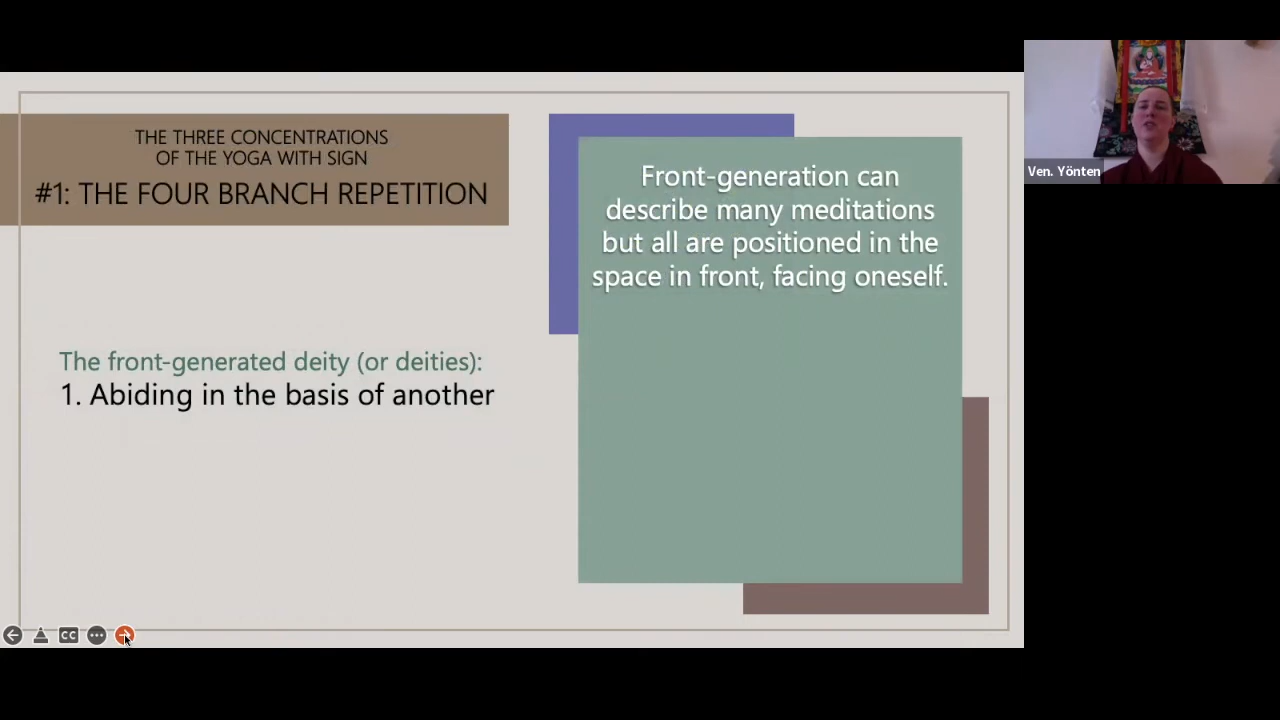 THE THREE CONCENTRATIONS
OF THE YOGA WITH SIGN
#1: THE FOUR BRANCH REPETITION
The front-generated deity (or deities):
1. Abiding in the basis of another
Front-generation can
describe many meditations
but all are positioned in the
space in front, facing oneself.
Ven. Yönten
CC